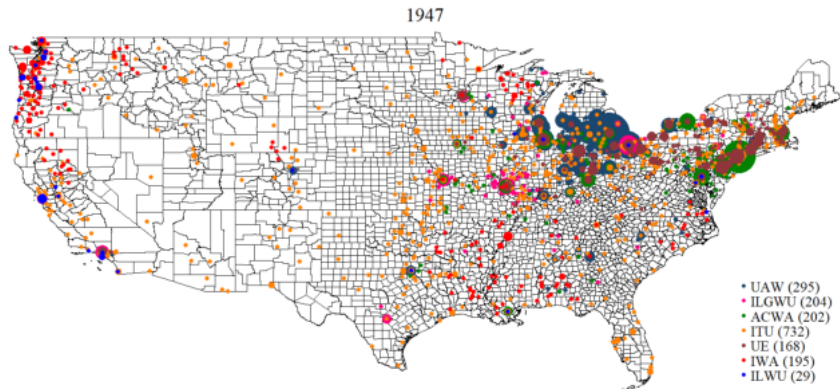 1947
UAW (295)
ILGWU (204)
ACWA (202)
ITU (732)
UE (168)
IWA (195)
ILWU (29)